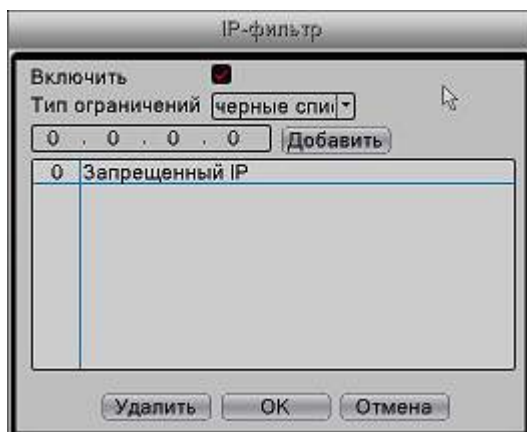 IP-фильтр
Включить
Тип ограничений черные спи
0 . 0 . 0 . 0 Добавить
0 Запрещенный IP
Удалить OK Отмена